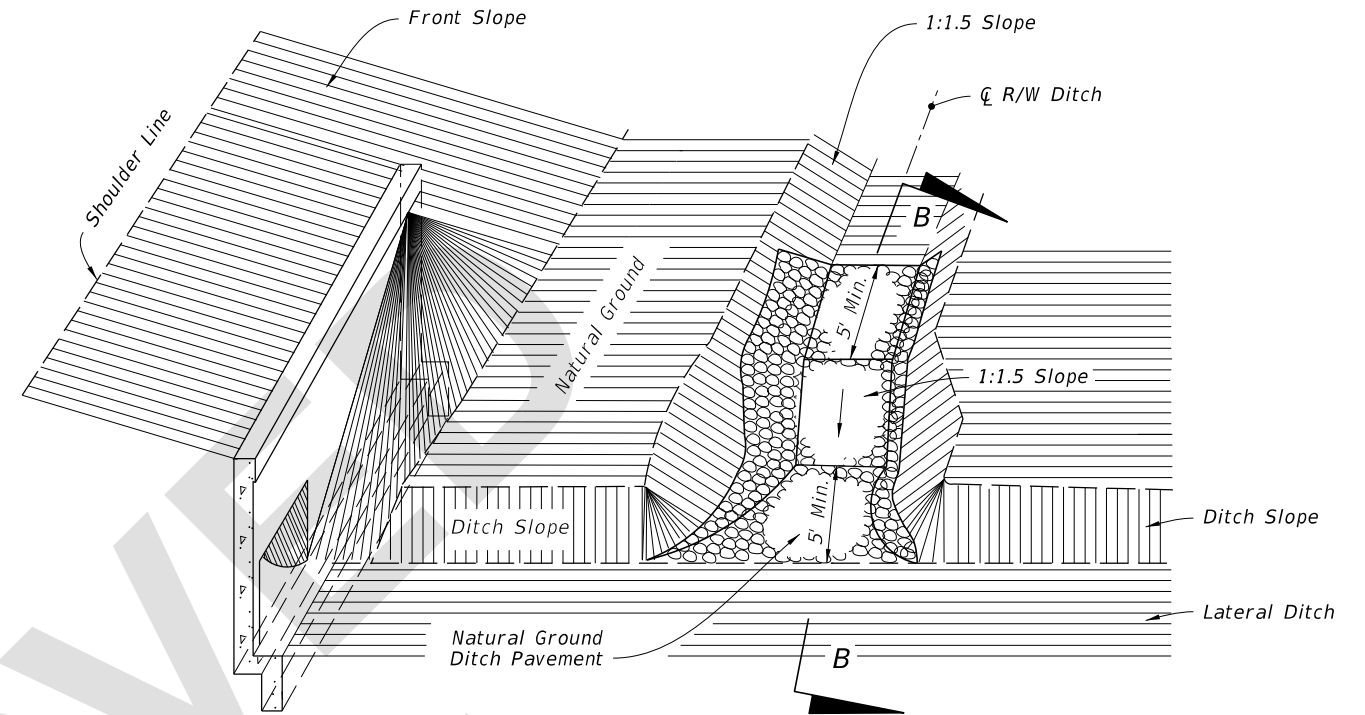 Front Slope
1:1.5 Slope
℄ R/W Ditch
Shoulder Line
B
Natural Ground
5' Min.
1:1.5 Slope
Ditch Slope
5' Min.
Ditch Slope
Lateral Ditch
Natural Ground
Ditch Pavement
B